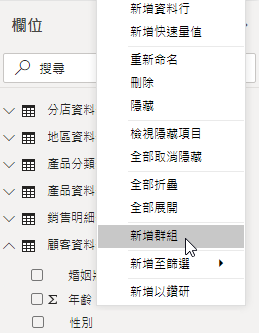 欄位
搜尋
分店資料
地區資料
產品分類
產品資料
銷售明細
顧客資料
婚姻
年齡
性別
新增資料行
新增快速量值
重新命名
刪除
隱藏
檢視隱藏項目
全部取消隱藏
全部折疊
全部展開
新增群組
新增至篩選
新增以鑽研